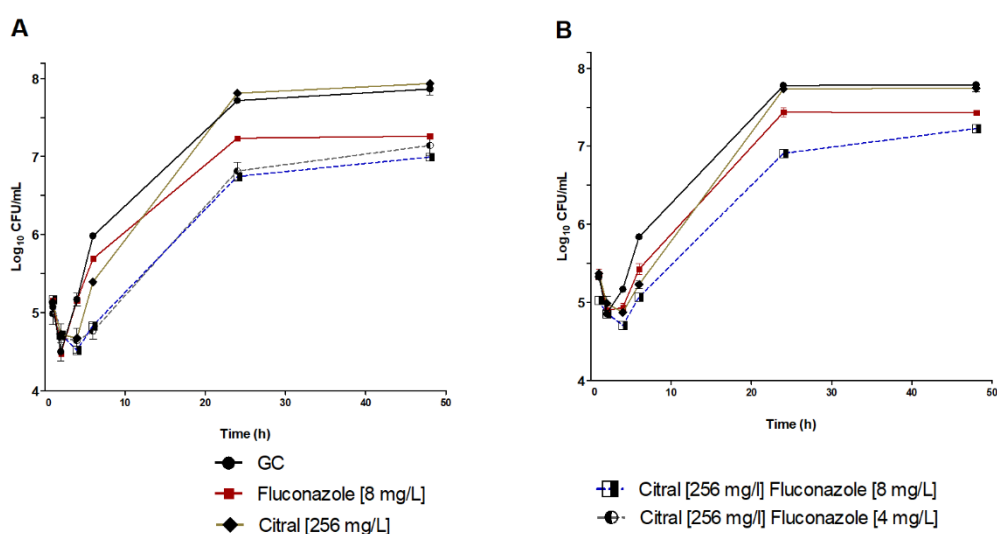 A
Log10 CFU/mL
8
7
6
5
4
0 10 20 30 40 50
Time (h)
GC
Fluconazole [8 mg/L]
Citral [256 mg/L]
B
Log10 CFU/mL
8
7
6
5
4
0 10 20 30 40 50
Time (h)
Citral [256 mg/l] Fluconazole [8 mg/L]
Citral [256 mg/l] Fluconazole [4 mg/L]